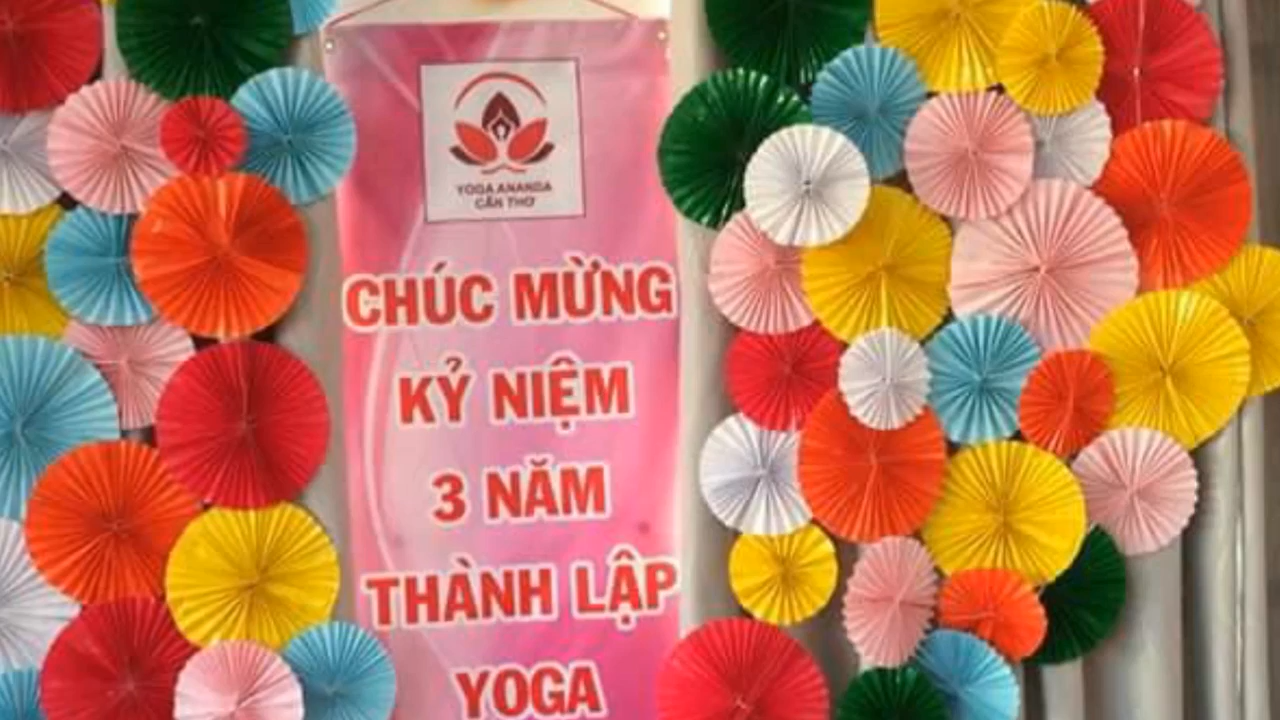 YOGA ANANDA
CẦN THƠ
CHÚC MỪNG
KỶ NIỆM
3 NĂM
THÀNH LẬP
YOGA